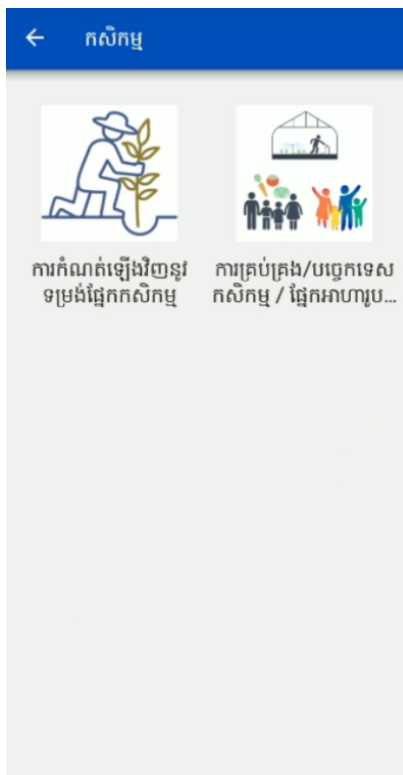 កសិកម្ម
ការកំណត់ឡើងវិញនូវ
ទម្រង់ផ្នែកកសិកម្ម
ការគ្រប់គ្រង/បច្ចេកទេស
កសិកម្ម / ផ្នែកអាហារូប...